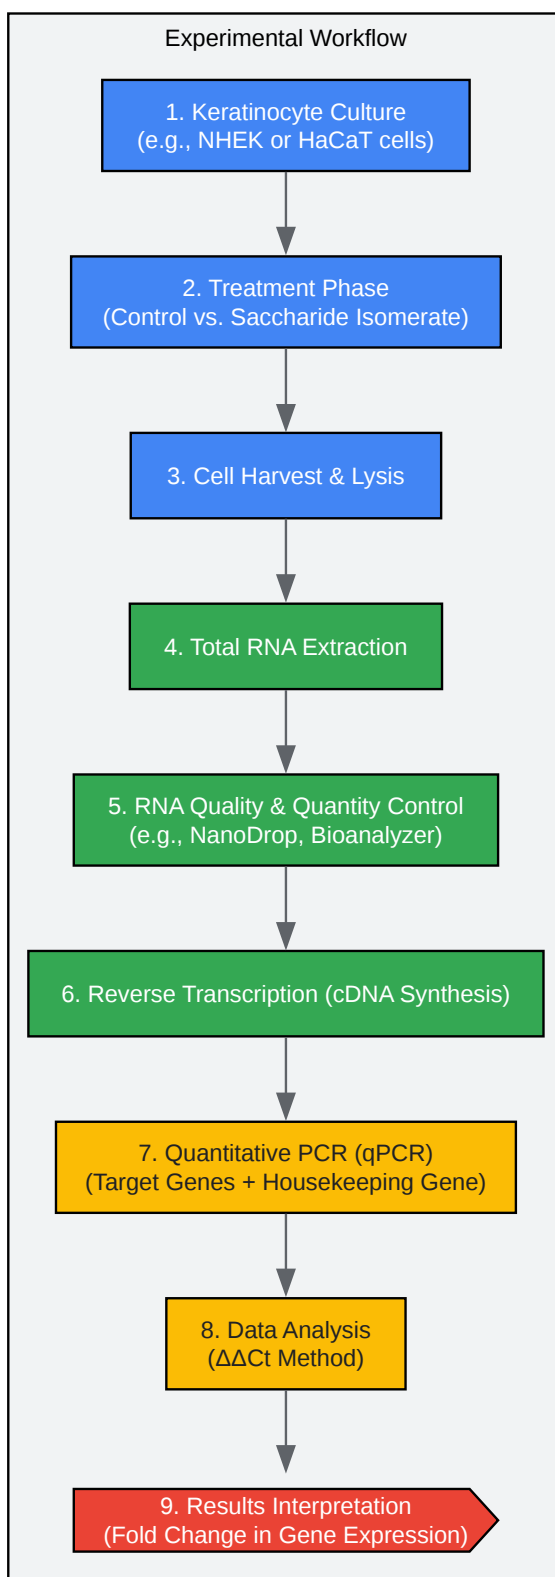 Experimental Workflow
1. Keratinocyte Culture
(e.g., NHEK or HaCaT cells)
2. Treatment Phase
(Control vs. Saccharide Isomerate)
3. Cell Harvest & Lysis
4. Total RNA Extraction
5. RNA Quality & Quantity Control
(e.g., NanoDrop, Bioanalyzer)
6. Reverse Transcription (cDNA Synthesis)
7. Quantitative PCR (qPCR)
(Target Genes + Housekeeping Gene)
8. Data Analysis
(ΔΔCt Method)
9. Results Interpretation
(Fold Change in Gene Expression)